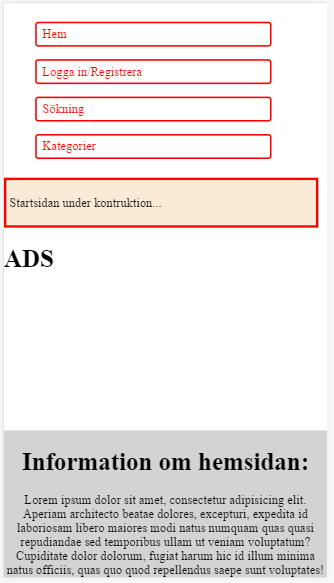 Hem
Logga in/Registrera
Sökning
Kategorier
Startsidan under kontruktion...
ADS
Information om hemsidan:
Lorem ipsum dolor sit amet, consectetur adipisicing elit.
Aperiam architecto beatae dolores, excepturi, expedita id
laboriosam libero maiores modi natus numquam quas quasi
repudiandae sed temporibus ullam ut veniam voluptatum?
Cupiditate dolor dolorum, fugiat harum hic id illum minima
natus officiis, quas quo quod repellendus saepe sunt voluptates!